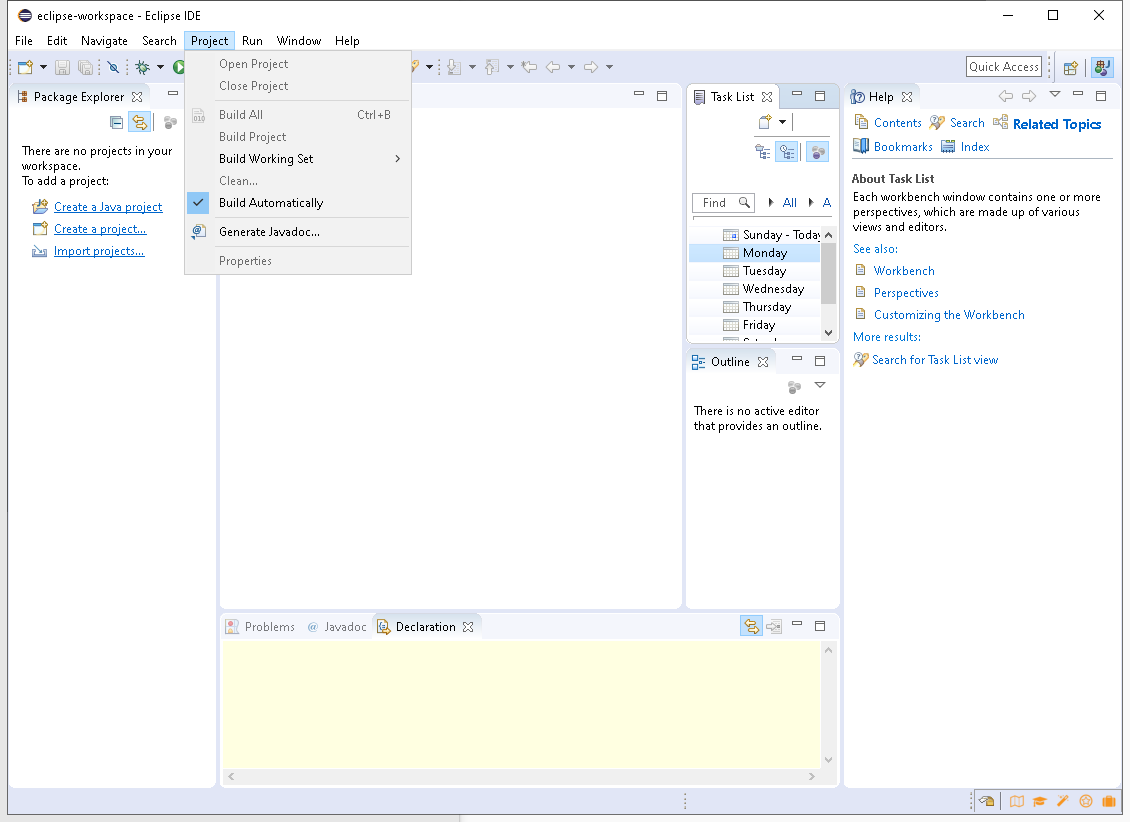 eclipse-workspace - Eclipse IDE
File Edit Navigate Search Project Run Window Help
Quick Access
Open Project
Close Project
Build All Ctrl+B
Build Project
Build Working Set
Clean...
Build Automatically
Generate Javadoc...
Properties
Package Explorer
There are no projects in your
workspace.
To add a project:
Create a Java project
Create a project...
Import projects...
Task List
Find All A
Sunday - Today
Monday
Tuesday
Wednesday
Thursday
Friday
Outline
There is no active editor
that provides an outline.
Help
Contents Search Related Topics
Bookmarks Index
About Task List
Each workbench window contains one or more
perspectives, which are made up of various
views and editors.
See also:
Workbench
Perspectives
Customizing the Workbench
More results:
Search for Task List view
Problems @ Javadoc Declaration